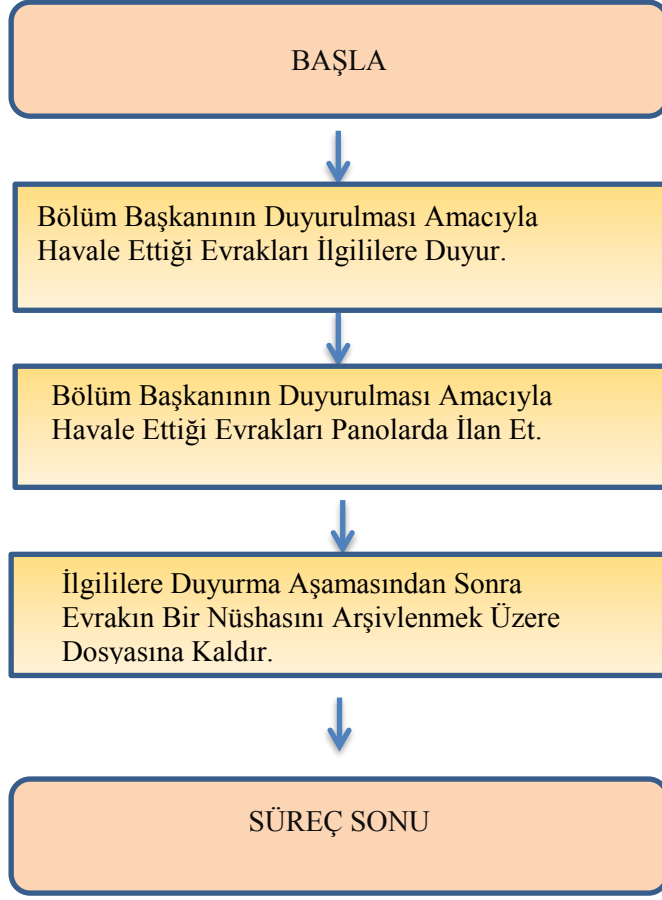 BAŞLA
Bölüm Başkanının Duyurulması Amacıyla
Havale Ettiği Evrakları İlgililere Duyur.
Bölüm Başkanının Duyurulması Amacıyla
Havale Ettiği Evrakları Panolarda İlan Et.
İlgililere Duyurma Aşamasından Sonra
Evrakın Bir Nüshasını Arşivlenmek Üzere
Dosyasına Kaldır.
SÜREÇ SONU